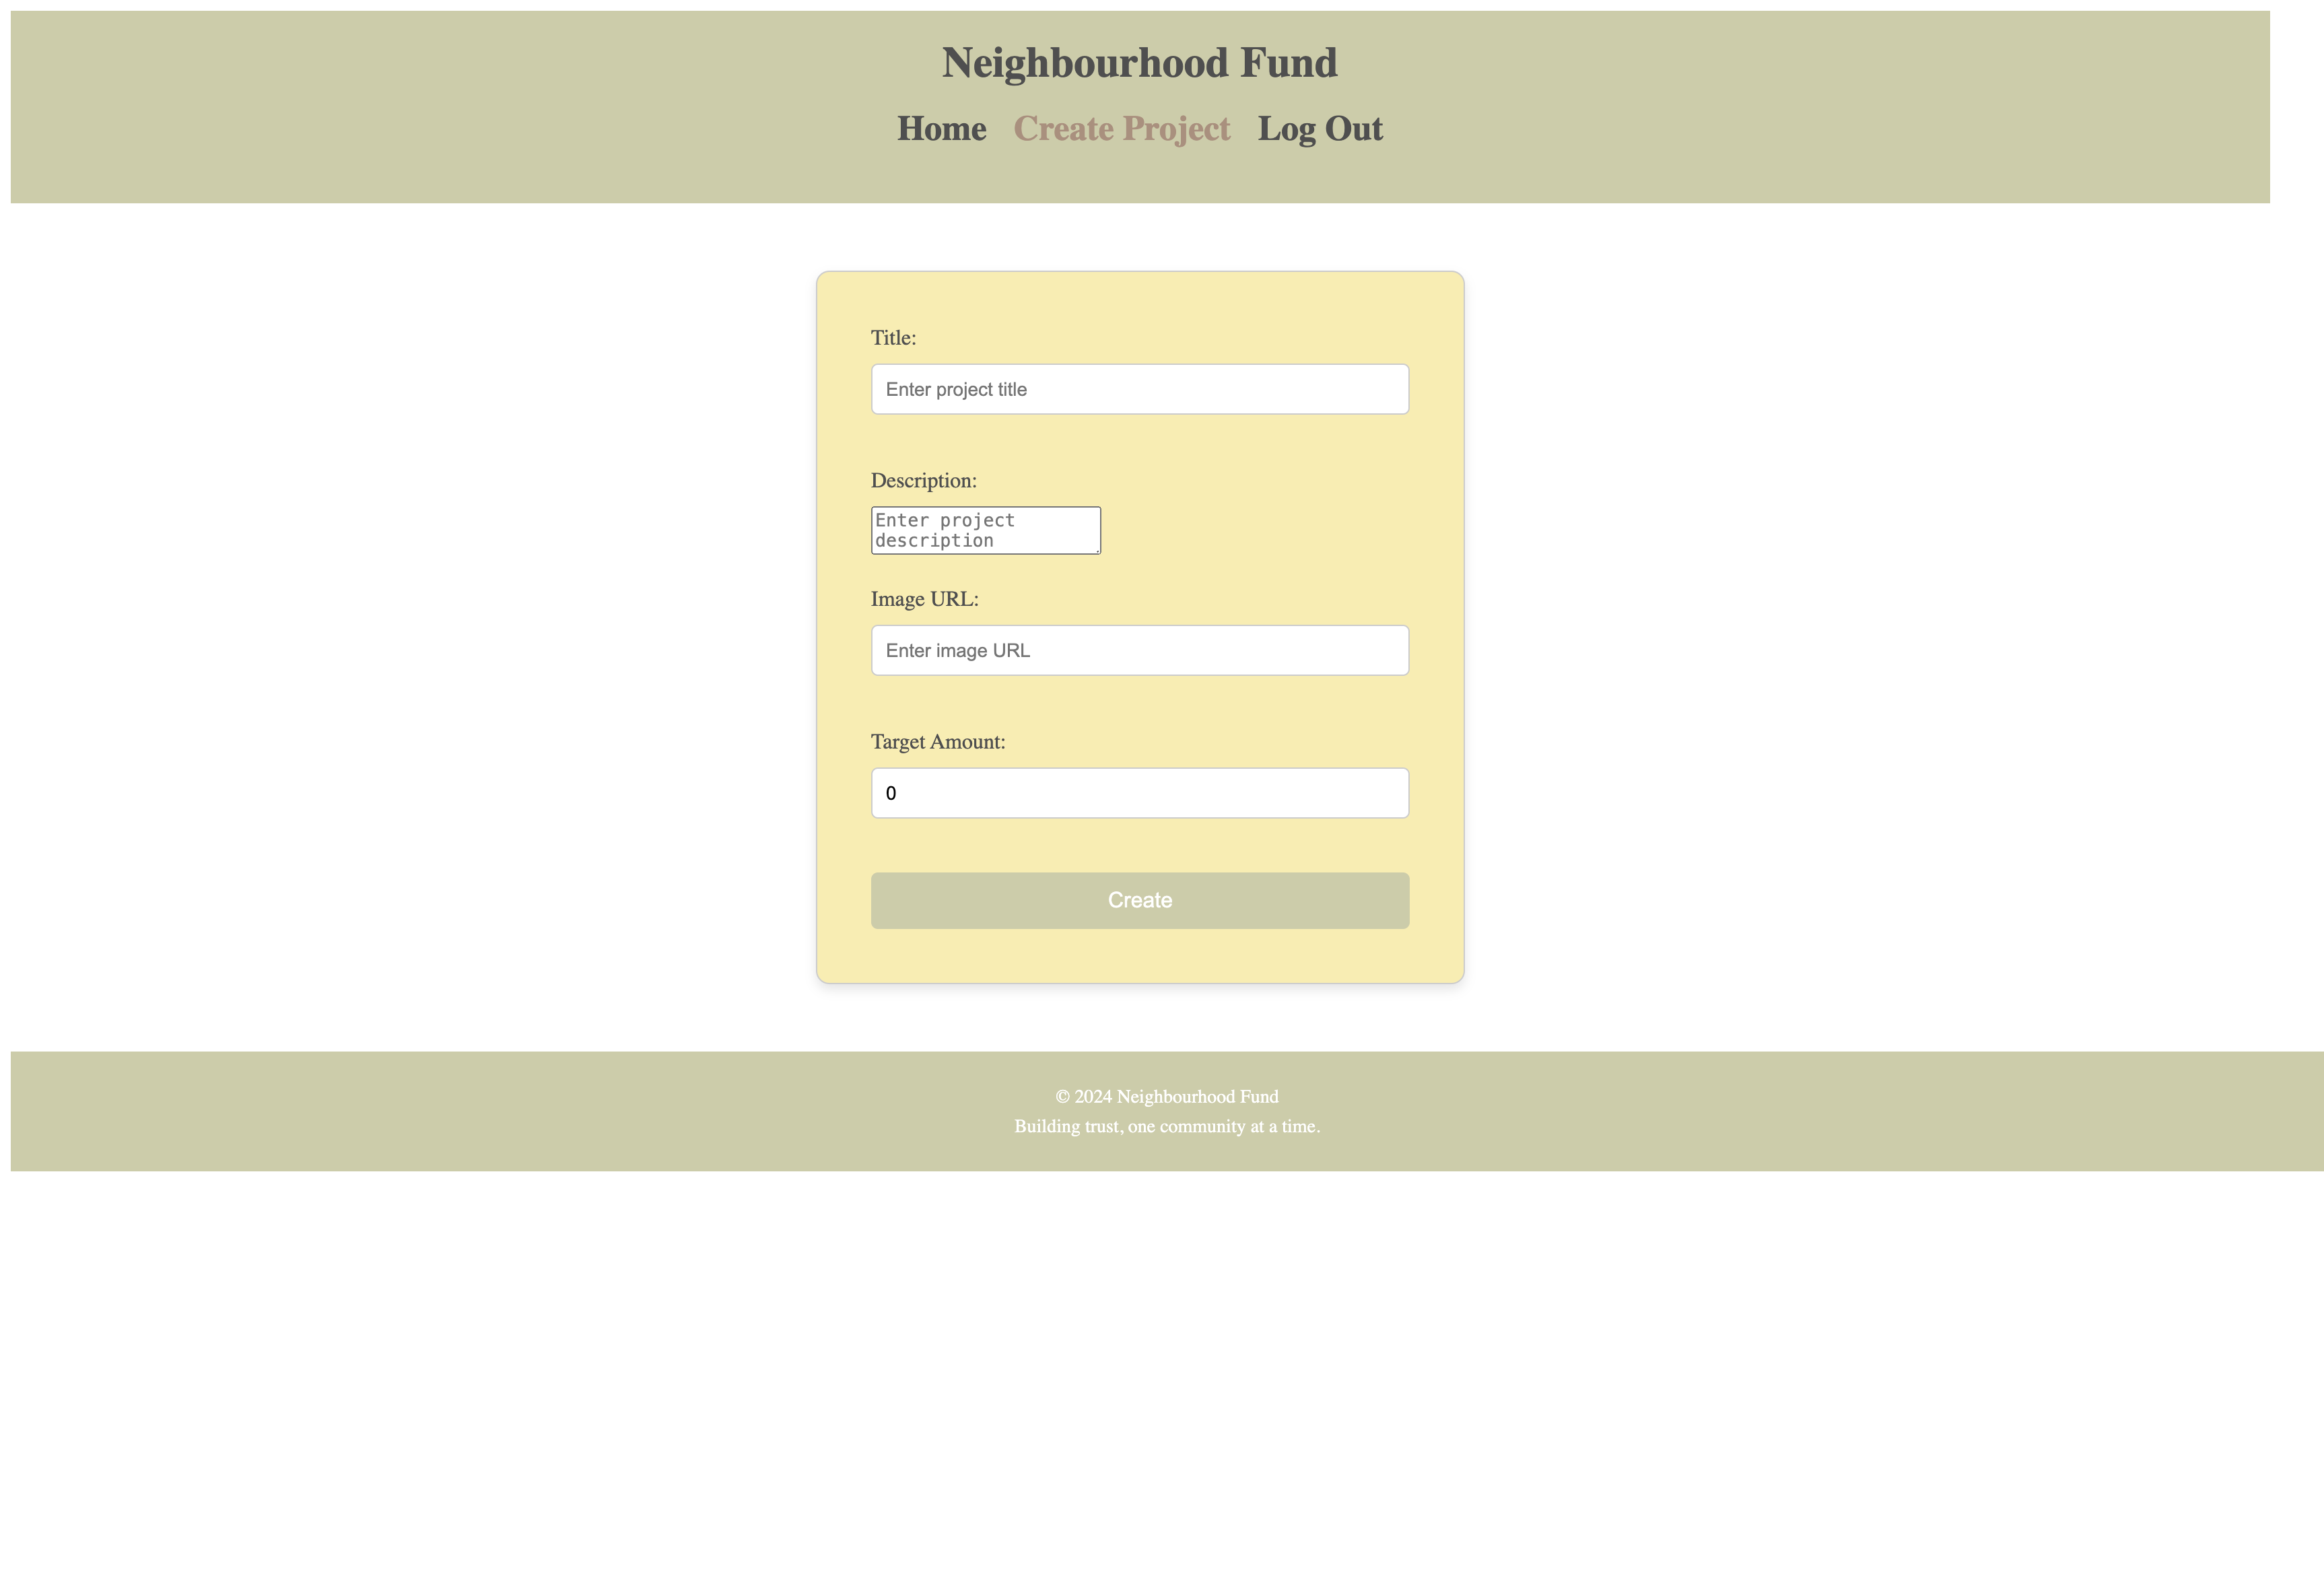 Neighbourhood Fund
Home Create Project Log Out
Title:
Enter project title
Description:
Enter project
description
Image URL:
Enter image URL
Target Amount:
0
Create
© 2024 Neighbourhood Fund
Building trust, one community at a time.